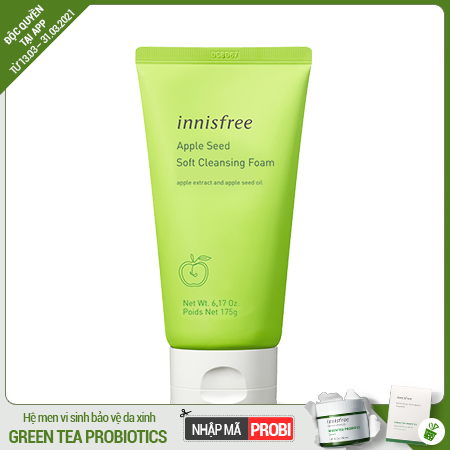 ĐỘC QUYỀN
TẠI APP
TỪ 13.03 – 31.03.2021
innisfree
Apple Seed
Soft Cleansing Foam
apple extract and apple seed oil
Net Wt. 6,17 Oz.
Poids Net 175g
Hệ men vi sinh bảo vệ da xinh
GREEN TEA PROBIOTICS
NHẬP MÃ PROBI
innisfree
innisfree